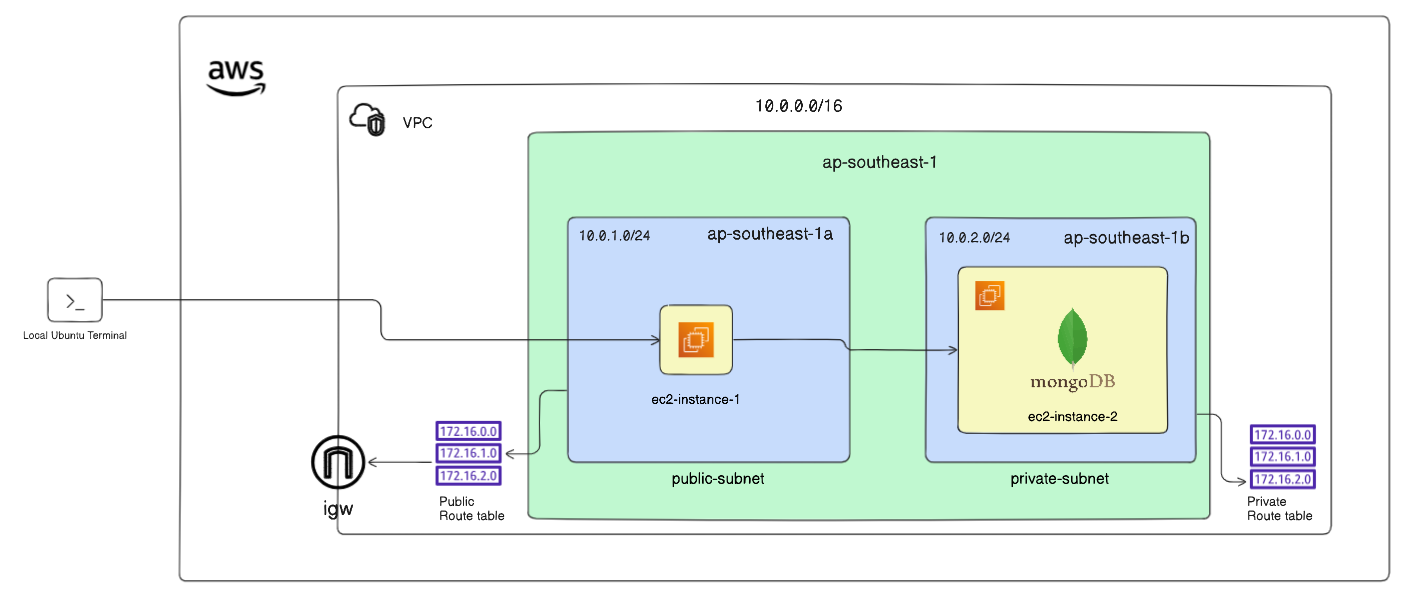 aws
10.0.0.0/16
VPC
ap-southeast-1
10.0.1.0/24
ap-southeast-1a
10.0.2.0/24
ap-southeast-1b
>_
Local Ubuntu Terminal
mongoDB
ec2-instance-1
ec2-instance-2
172.16.0.0
172.16.1.0
172.16.2.0
172.16.0.0
172.16.1.0
172.16.2.0
public-subnet
private-subnet
igw
Public
Route table
Private
Route table